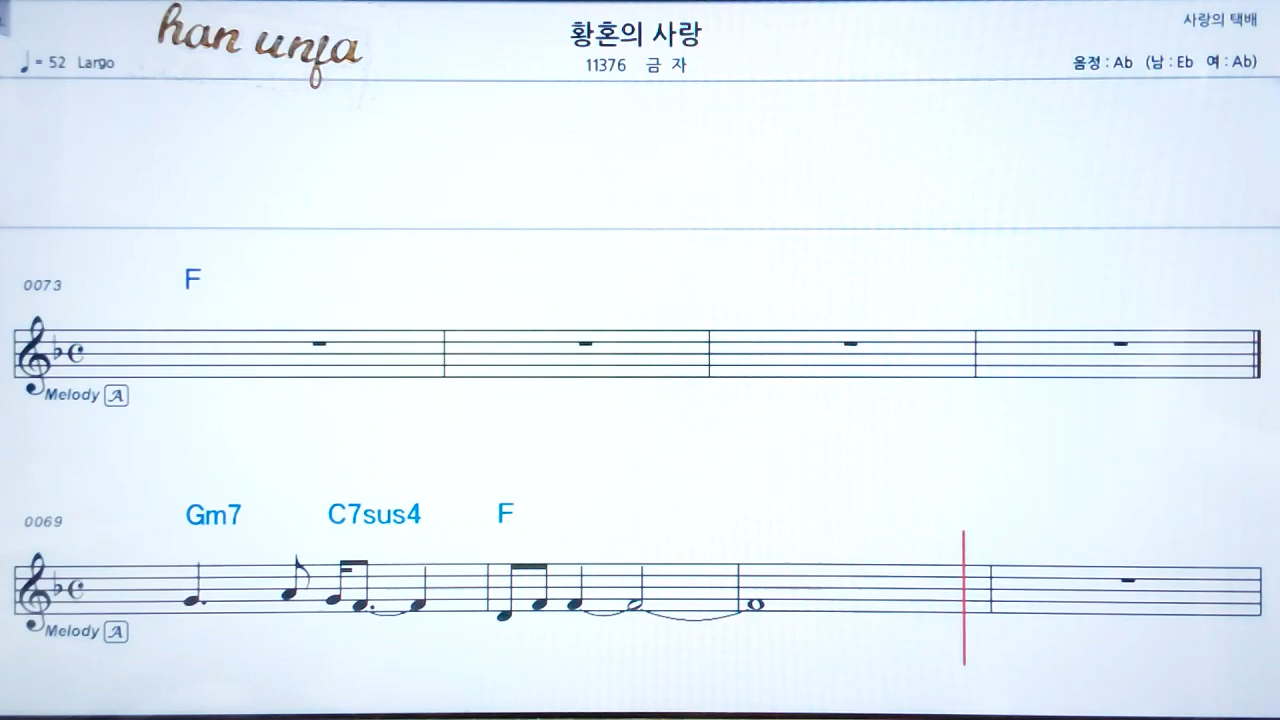 han unfa
황혼의 사랑
사랑의 택배
♩= 52 Largo
11376 금 자
음정 : Ab (남 : Eb 여 : Ab)
0073
F
Melody A
0069
Gm7 C7sus4 F
Melody A